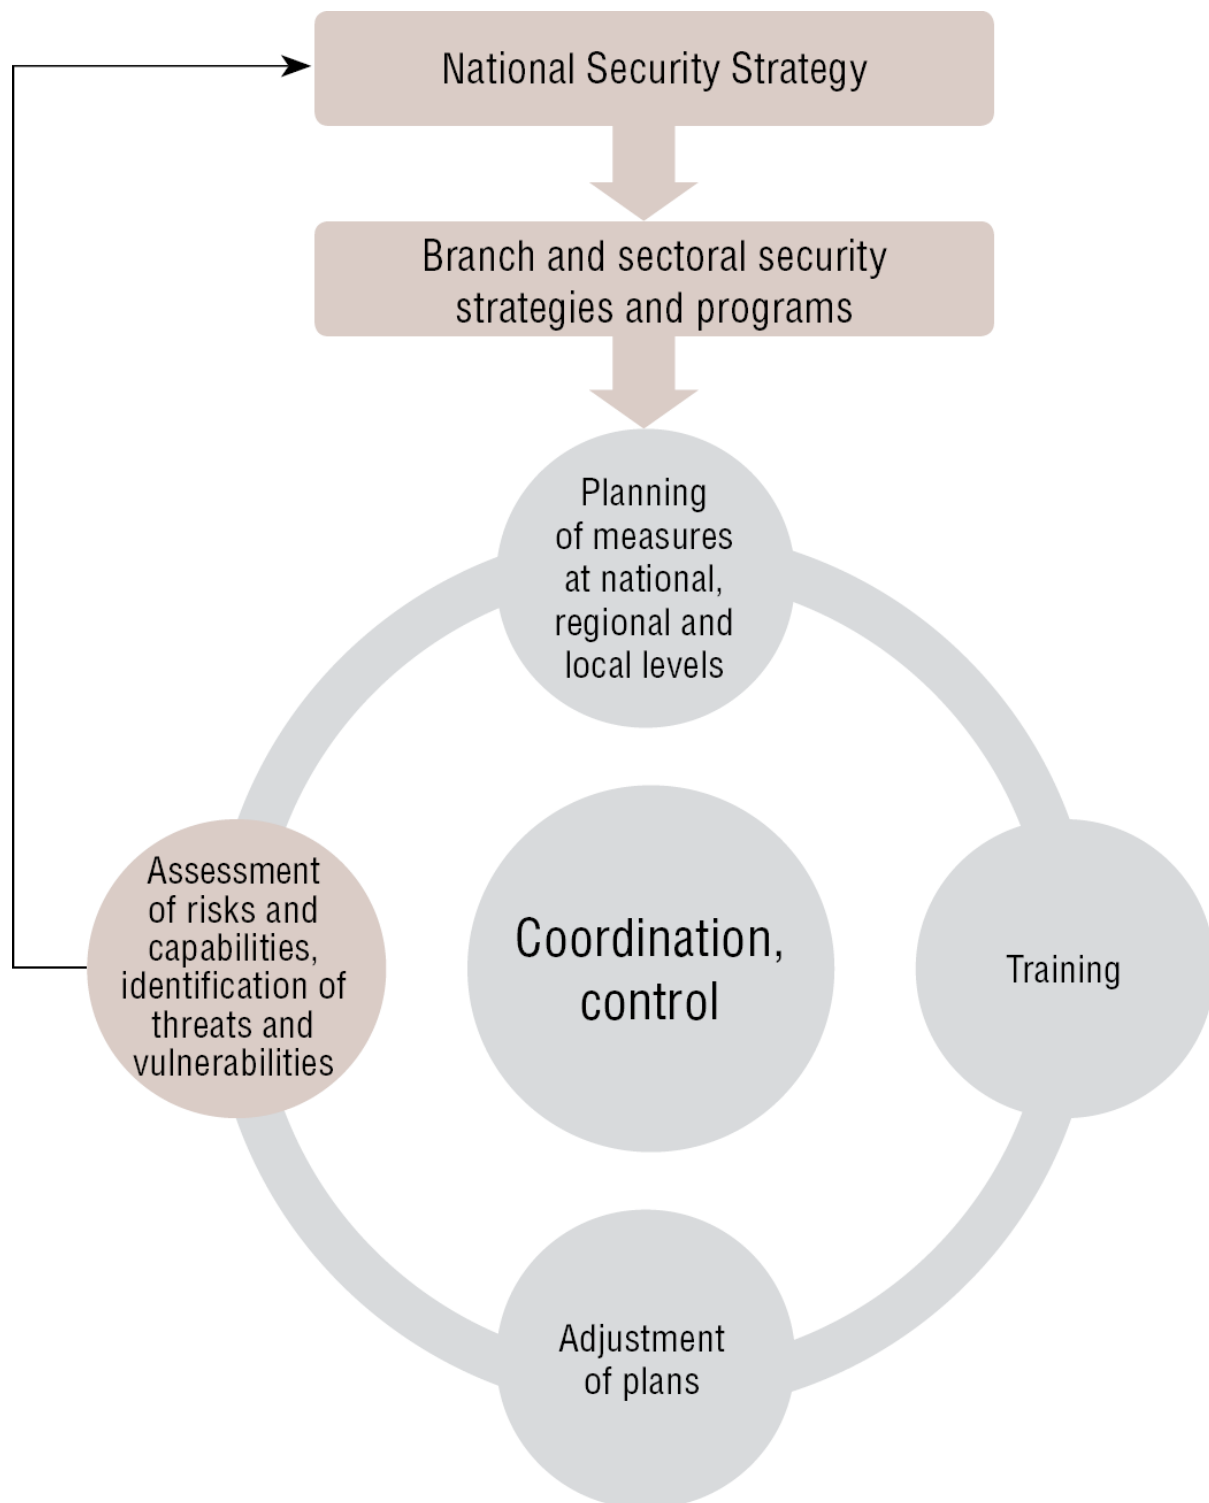 National Security Strategy
Branch and sectoral security
strategies and programs
Planning
of measures
at national,
regional and
local levels
Assessment
of risks and
capabilities,
identification of
threats and
vulnerabilities
Coordination,
control
Training
Adjustment
of plans